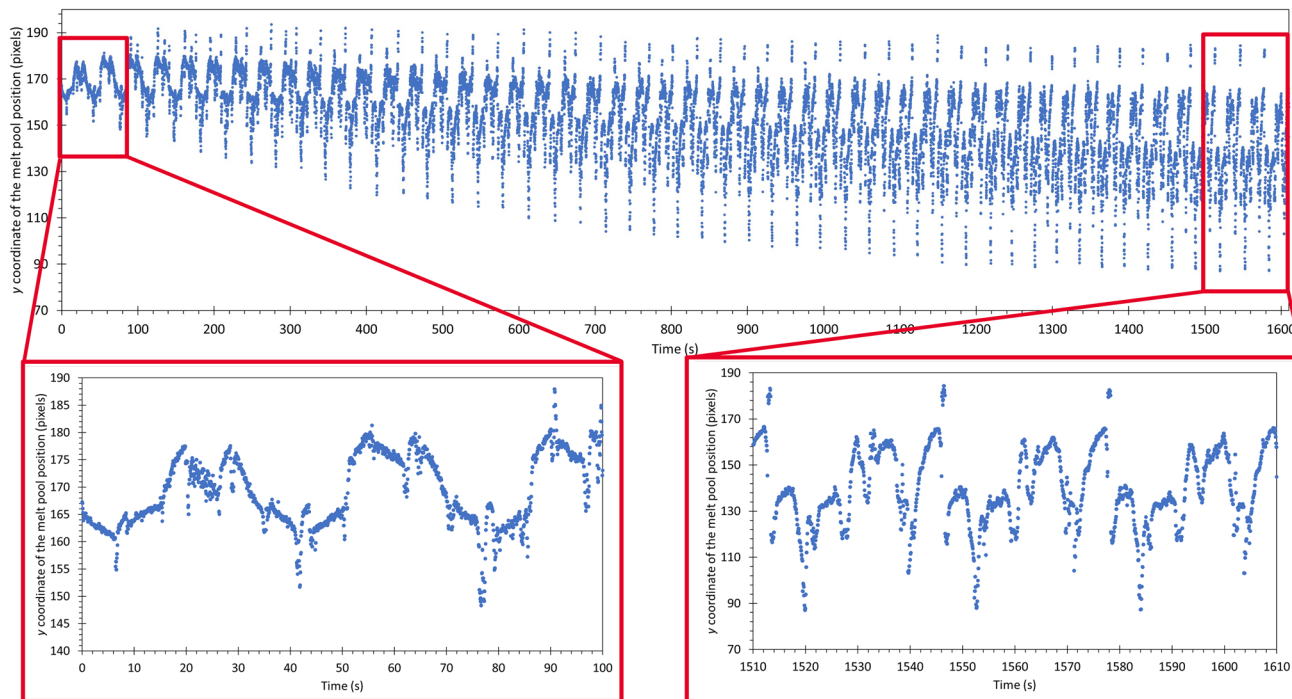 y coordinate of the melt pool position (pixels)
190
170
150
130
110
90
70
0 100 200 300 400 500 600 700 800 900 1000 1100 1200 1300 1400 1500 1600
Time (s)
y coordinate of the melt pool position (pixels)
190
185
180
175
170
165
160
155
150
145
140
0 10 20 30 40 50 60 70 80 90 100
Time (s)
y coordinate of the melt pool position (pixels)
190
170
150
130
110
90
70
1510 1520 1530 1540 1550 1560 1570 1580 1590 1600 1610
Time (s)